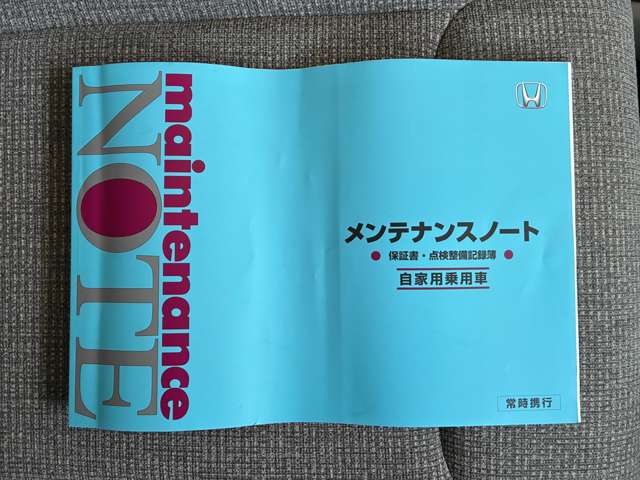 maintenance
NOTE
メンテナンスノート
● 保証書・点検整備記録簿 ●
自家用乗用車
常時携行